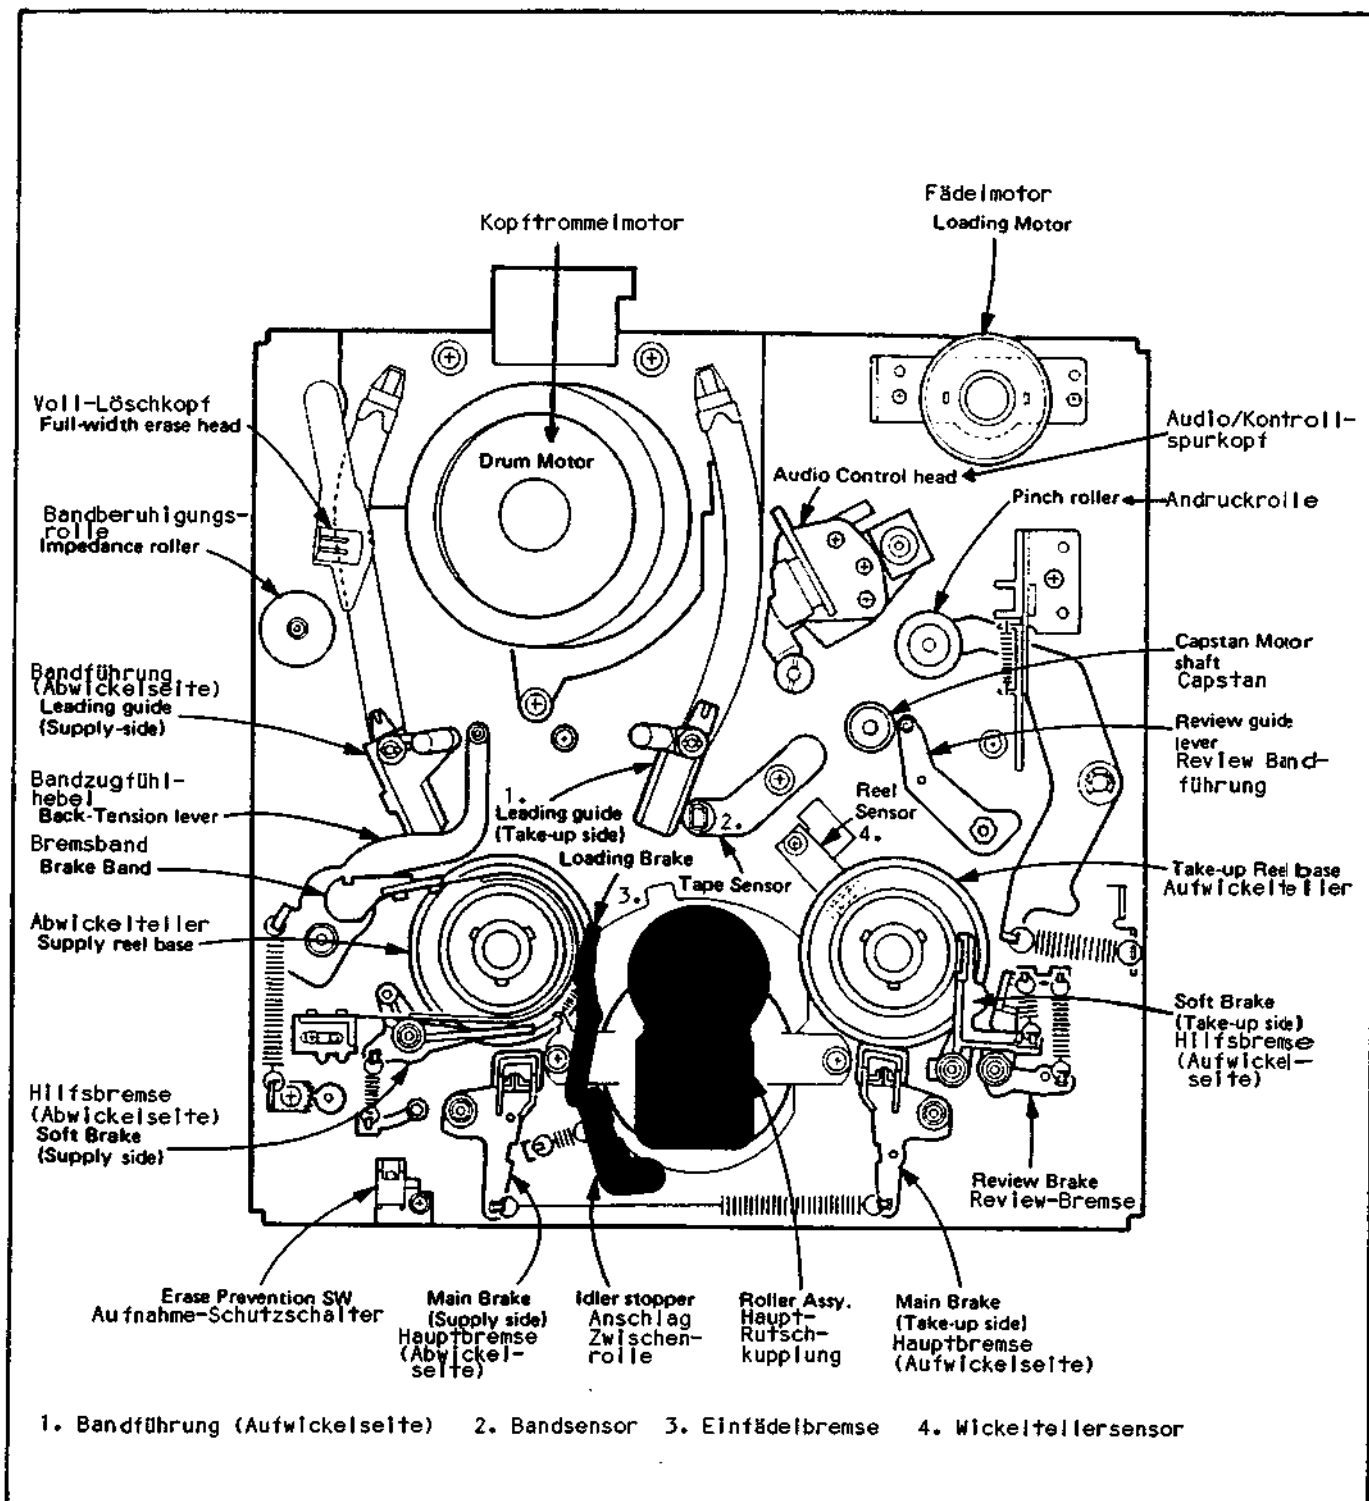 Fädelmotor
Loading Motor
Kopftrommelmotor
Voll-Löschkopf
Full-width erase head
Drum Motor
Audio/Kontroll-
spurkopf
Audio Control head
Pinch roller
Andruckrolle
Bandberuhigungs-
rolle
Impedance roller
Bandführung
(Abwickelseite)
Leading guide
(Supply-side)
Capstan Motor
shaft
Capstan
Review guide
lever
Review Band-
führung
Bandzugfühl-
hebel
Back-Tension lever
1.
Leading guide
(Take-up side)
2.
Reel
Sensor
4.
Bremsband
Brake Band
Loading Brake
3.
Tape Sensor
Take-up Reel base
Aufwickelteller
Abwickelteller
Supply reel base
Soft Brake
(Take-up side)
Hilfsbremse
(Aufwickel-
seite)
Hilfsbremse
(Abwickelseite)
Soft Brake
(Supply side)
Review Brake
Review-Bremse
Erase Prevention SW
Aufnahme-Schutzschalter
Main Brake
(Supply side)
Hauptbremse
(Abwickel-
seite)
Idler stopper
Anschlag
Zwischen-
rolle
Roller Assy.
Haupt-
Rutsch-
kupplung
Main Brake
(Take-up side)
Hauptbremse
(Aufwickelseite)
1. Bandführung (Aufwickelseite) 2. Bandsensor 3. Einfädelbremse 4. Wickeltellersensor